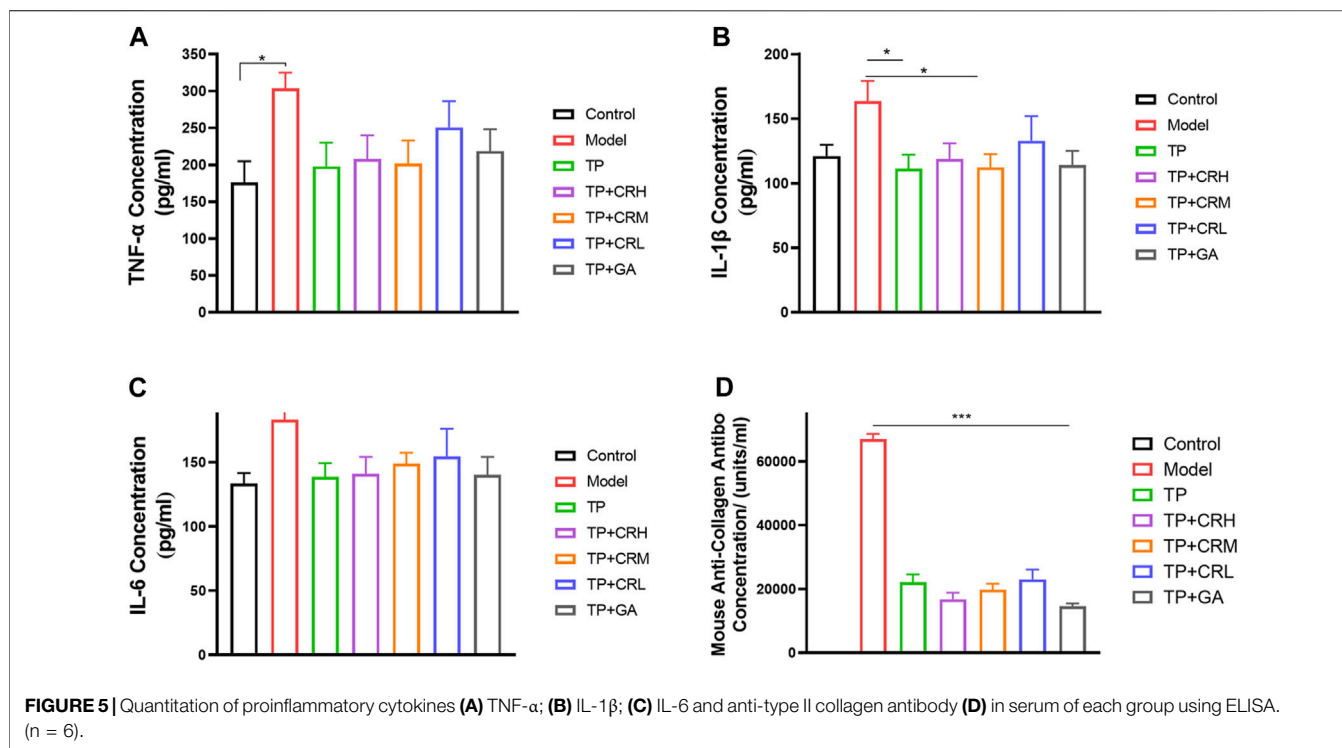 A
TNF-α Concentration
(pg/ml)
350
300
250
200
150
100
50
0
*
Control
Model
TP
TP+CRH
TP+CRM
TP+CRL
TP+GA
B
IL-1β Concentration
(pg/ml)
200
150
100
50
0
*
*
Control
Model
TP
TP+CRH
TP+CRM
TP+CRL
TP+GA
C
IL-6 Concentration
(pg/ml)
150
100
50
0
Control
Model
TP
TP+CRH
TP+CRM
TP+CRL
TP+GA
D
Mouse Anti-Collagen Antibo
Concentration/ (units/ml)
60000
40000
20000
0
***
Control
Model
TP
TP+CRH
TP+CRM
TP+CRL
TP+GA
FIGURE 5 | Quantitation of proinflammatory cytokines (A) TNF-α; (B) IL-1β; (C) IL-6 and anti-type II collagen antibody (D) in serum of each group using ELISA.
(n = 6).